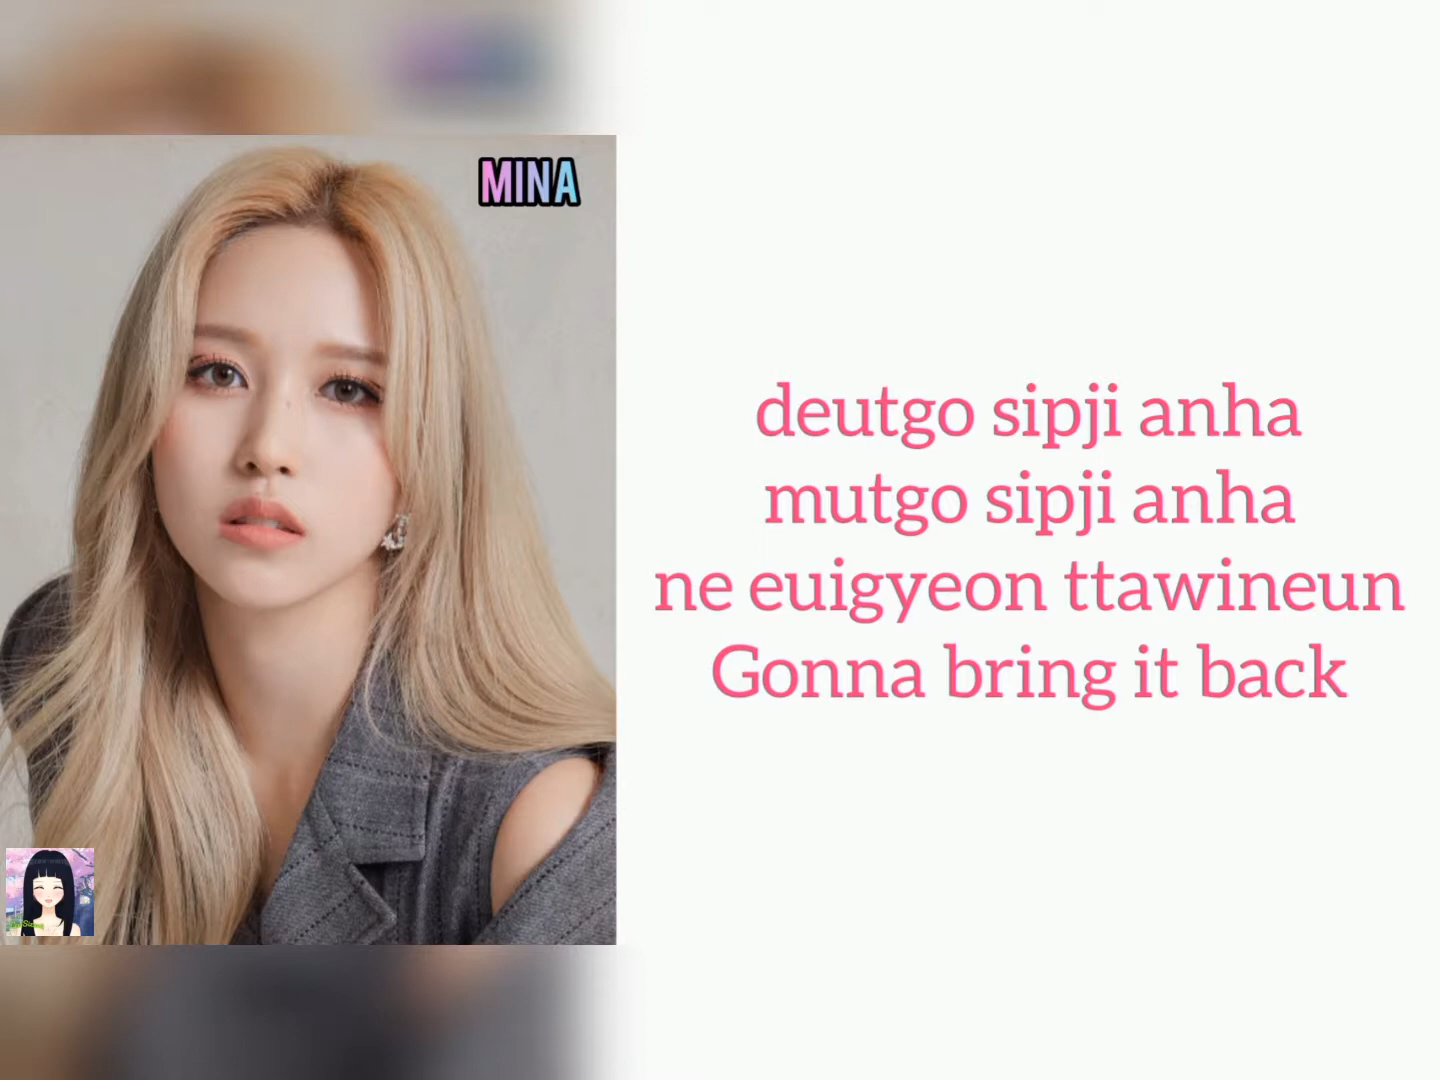 MINA
deutgo sipji anha
mutgo sipji anha
ne euigyeon ttawineun
Gonna bring it back